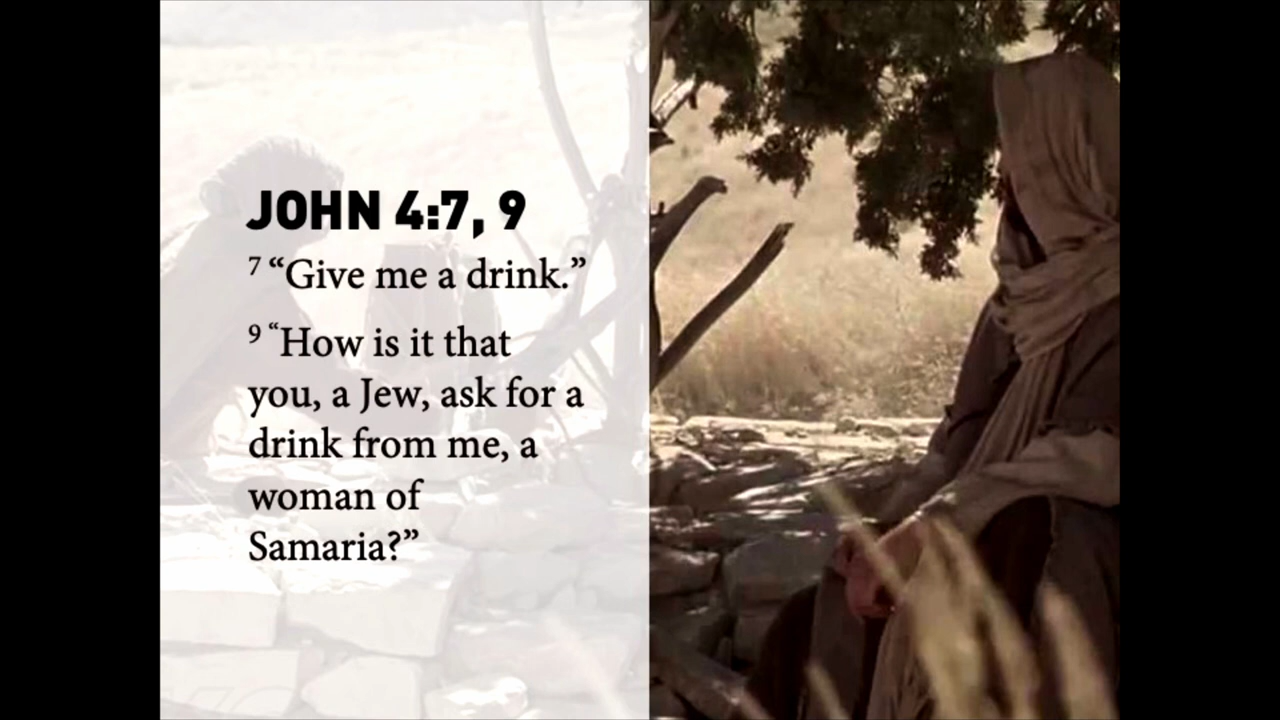 JOHN 4:7, 9
7 “Give me a drink.”
9 “How is it that
you, a Jew, ask for a
drink from me, a
woman of
Samaria?”